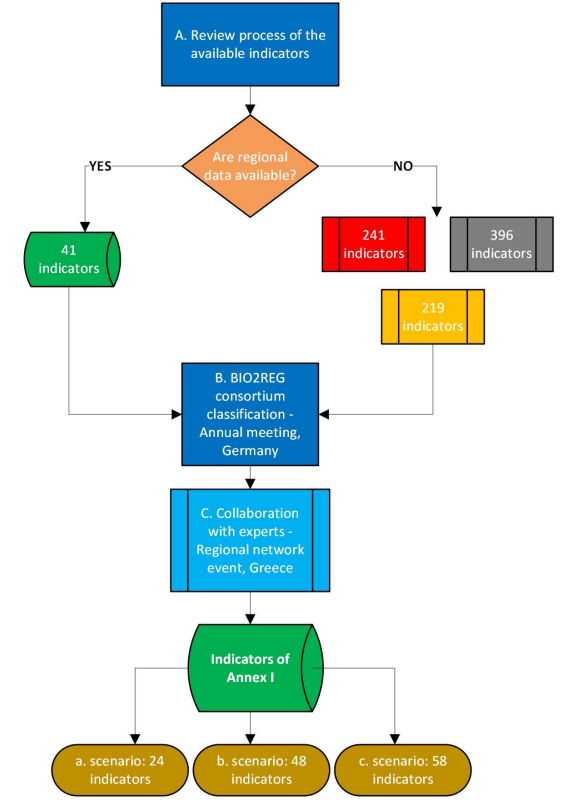 A. Review process of the
available indicators
Are regional
data available?
YES
NO
41
indicators
241
indicators
396
indicators
219
indicators
B. BIO2REG
consortium
classification -
Annual meeting,
Germany
C. Collaboration
with experts -
Regional network
event, Greece
Indicators of
Annex I
a. scenario: 24
indicators
b. scenario: 48
indicators
c. scenario: 58
indicators